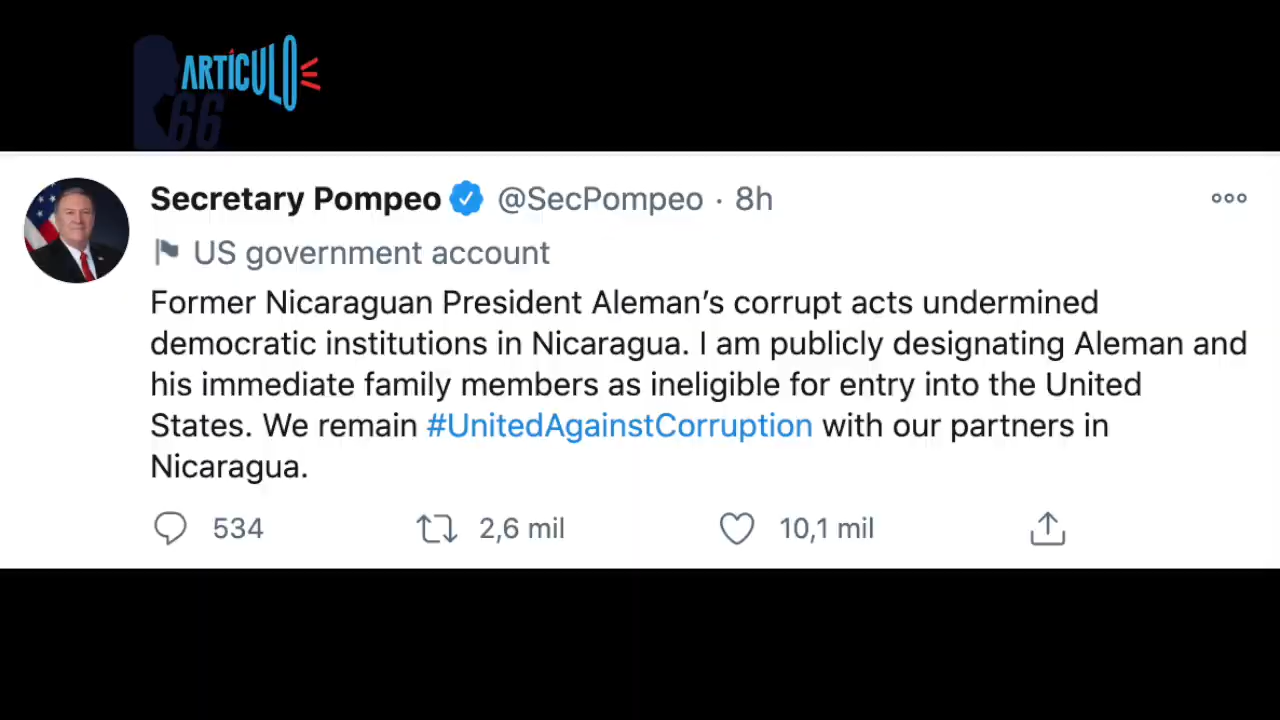 ARTÍCULO
66
Secretary Pompeo @SecPompeo · 8h
US government account
Former Nicaraguan President Aleman’s corrupt acts undermined
democratic institutions in Nicaragua. I am publicly designating Aleman and
his immediate family members as ineligible for entry into the United
States. We remain #UnitedAgainstCorruption with our partners in
Nicaragua.
534 2,6 mil 10,1 mil